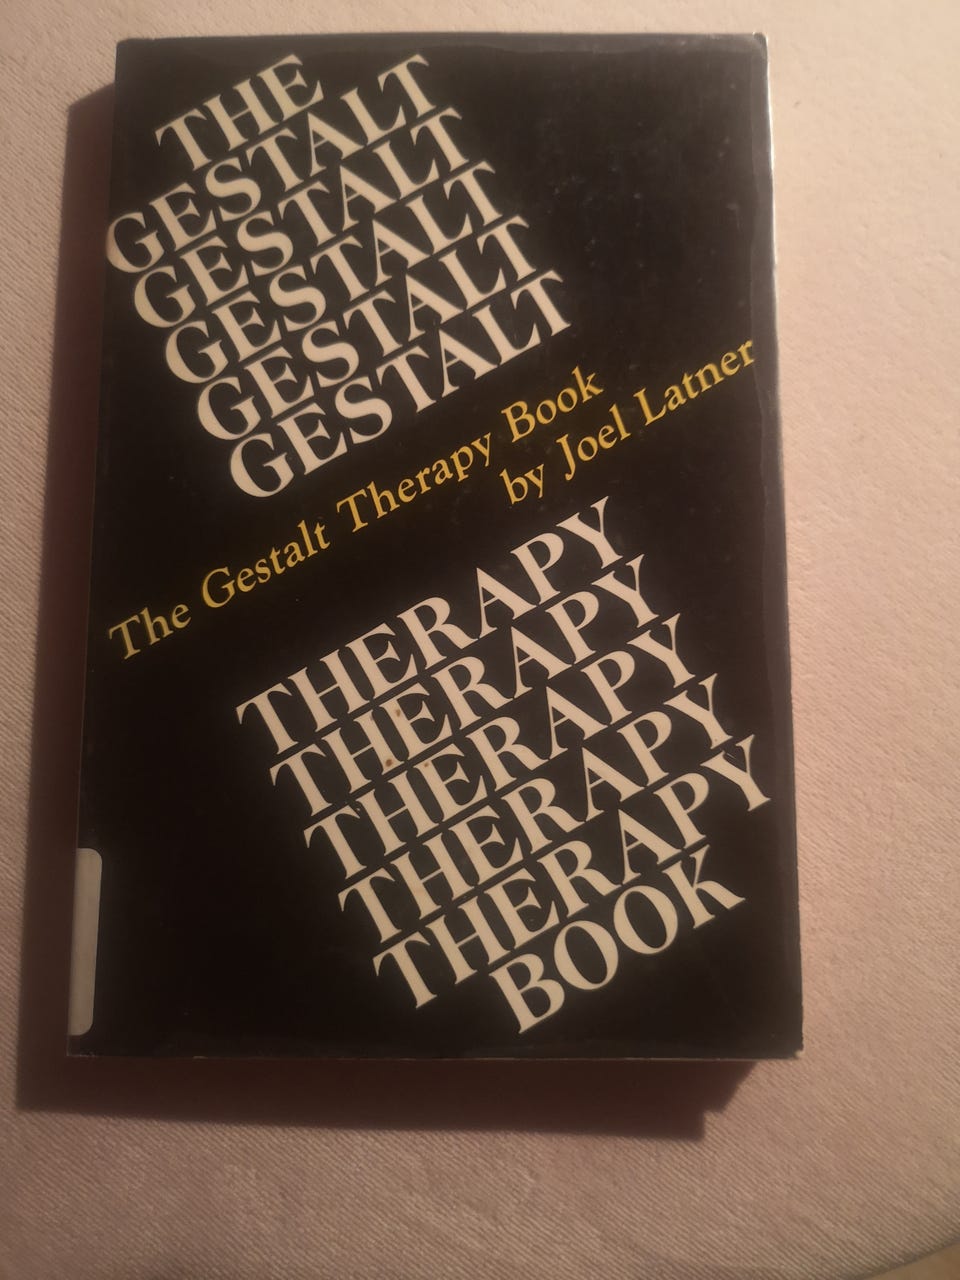 THE
GESTALT
GESTALT
GESTALT
GESTALT
GESTALT
The Gestalt Therapy Book
by Joel Latner
THERAPY
THERAPY
THERAPY
THERAPY
THERAPY
BOOK